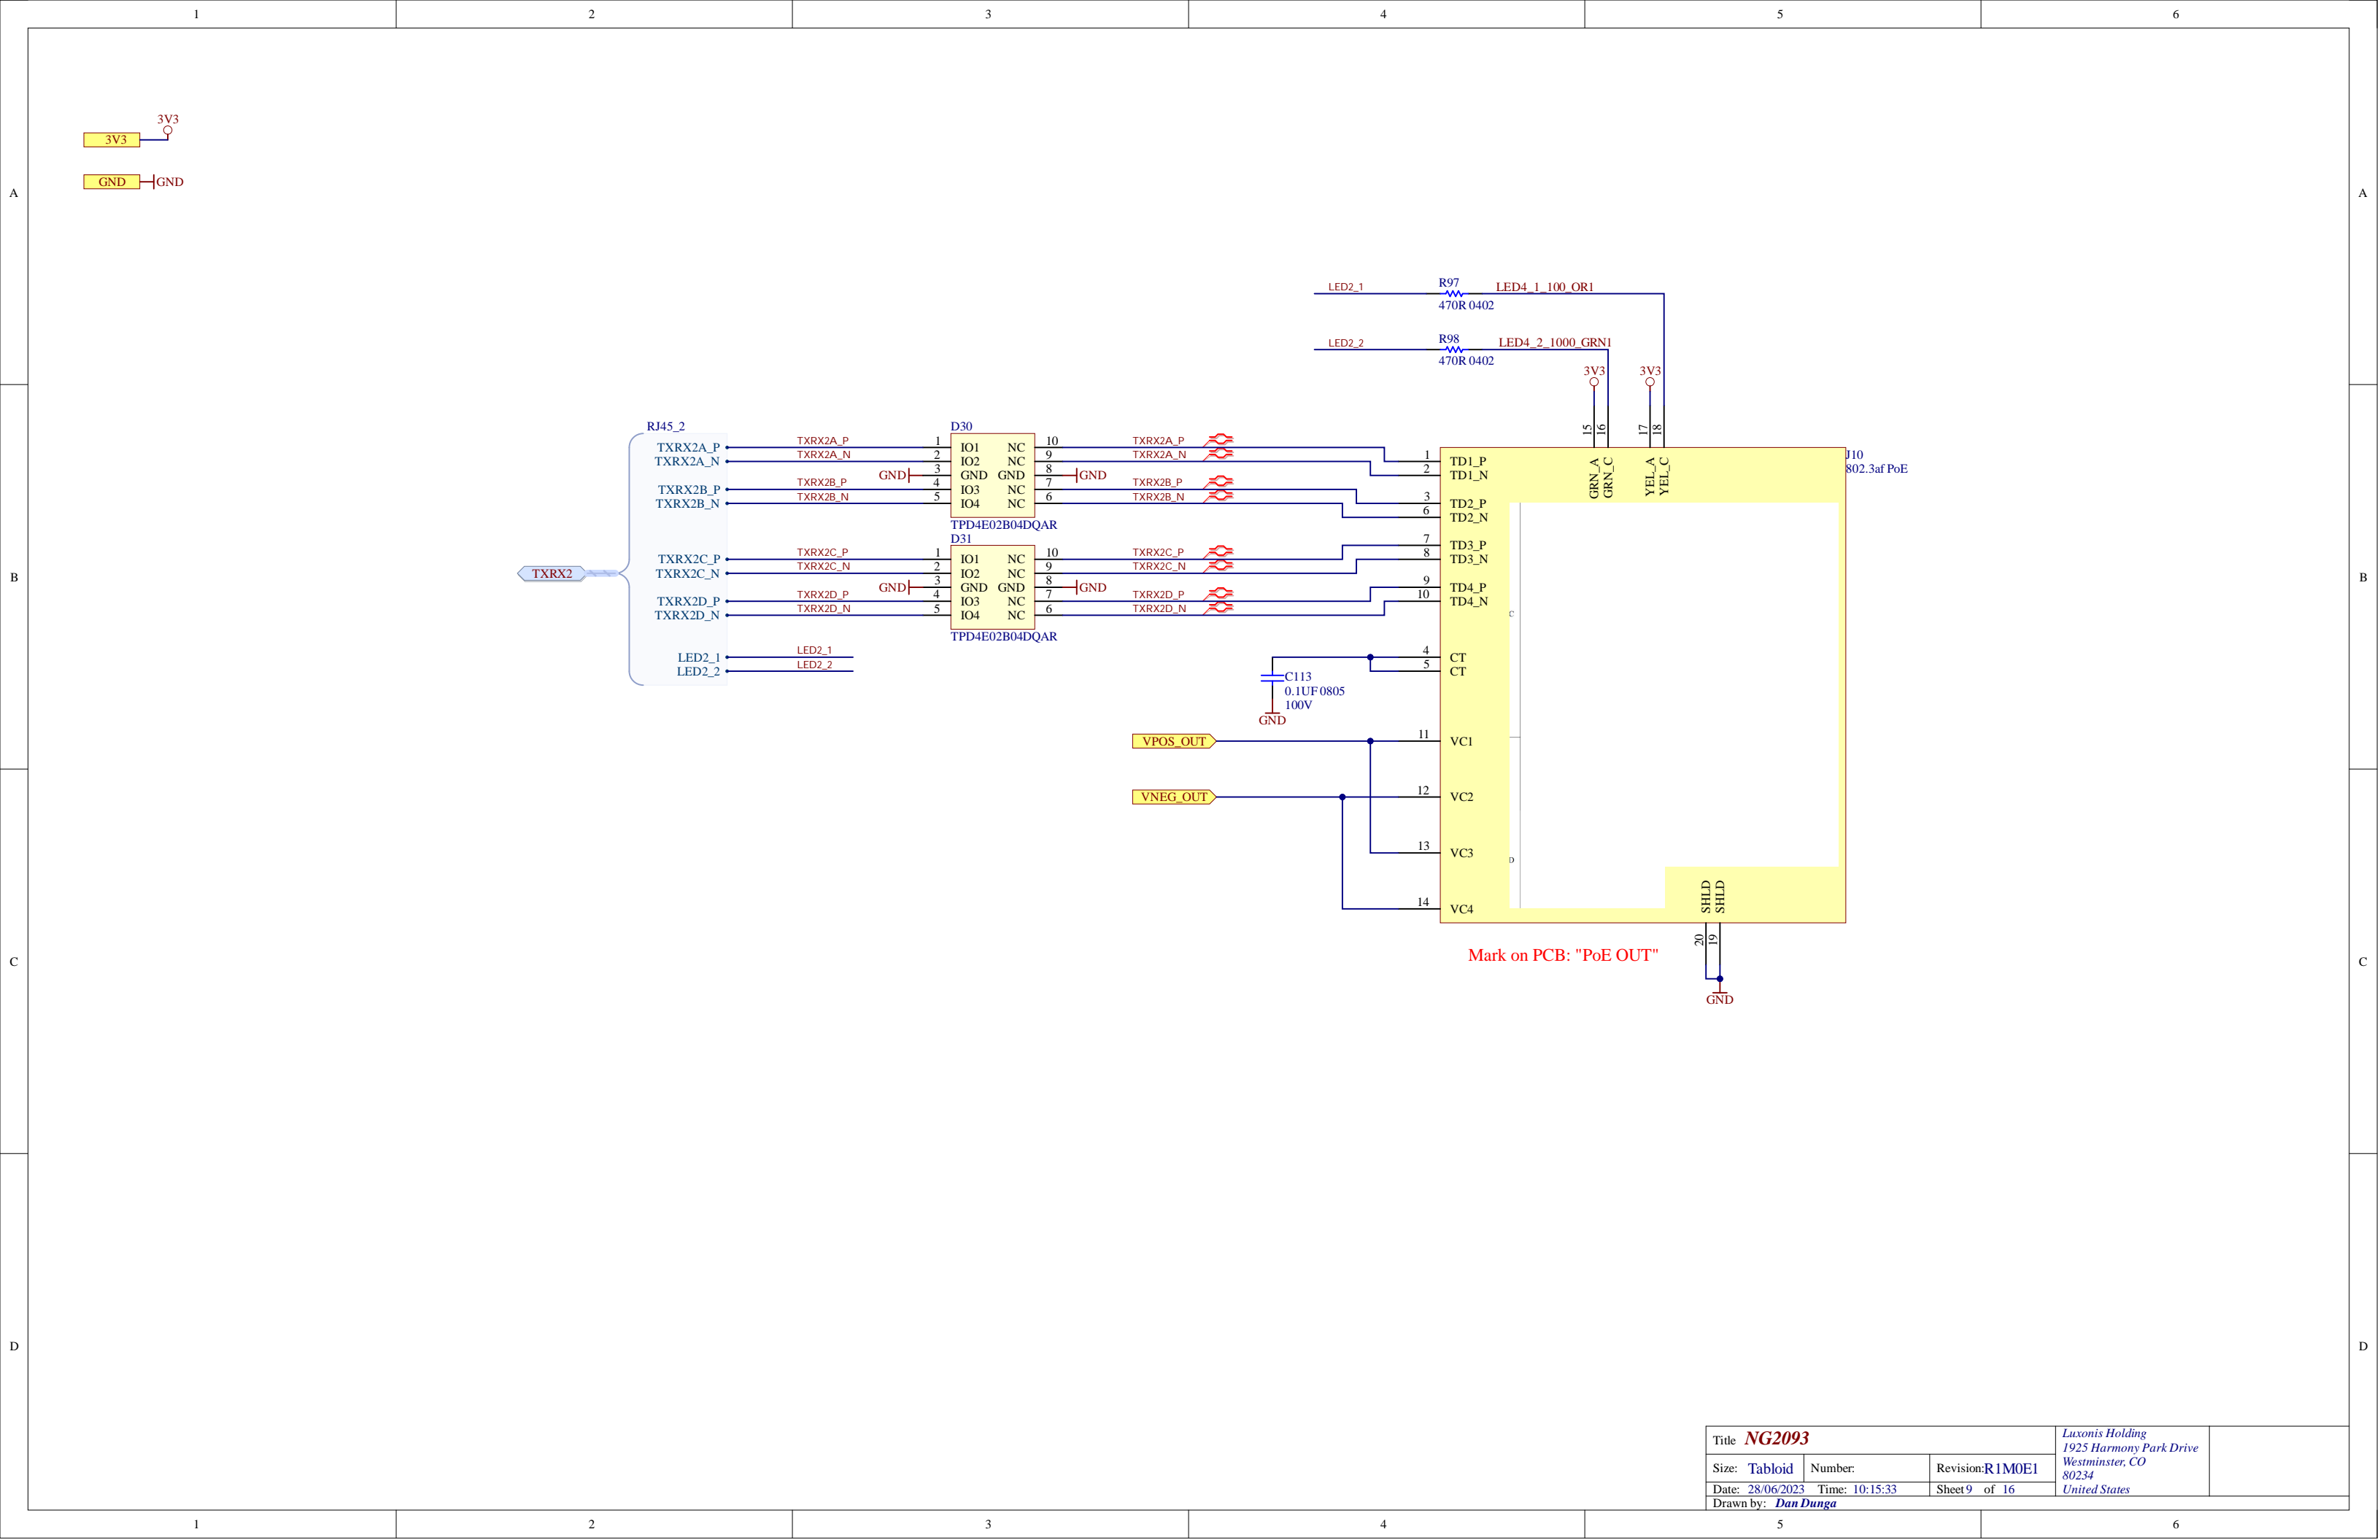 1 2 3 4 5 6
A A
B B
C C
D D
3V3
3V3
GND GND
LED2_1 R97 LED4_1_100_OR1
470R 0402
LED2_2 R98 LED4_2_1000_GRN1
470R 0402
3V3 3V3
15 16 17 18
GRN_A GRN_C YEL_A YEL_C
J10
802.3af PoE
RJ45_2
TXRX2
TXRX2A_P TXRX2A_P
TXRX2A_N TXRX2A_N
TXRX2B_P TXRX2B_P
TXRX2B_N TXRX2B_N
TXRX2C_P TXRX2C_P
TXRX2C_N TXRX2C_N
TXRX2D_P TXRX2D_P
TXRX2D_N TXRX2D_N
LED2_1 LED2_1
LED2_2 LED2_2
D30
1 IO1 NC 10 TXRX2A_P
2 IO2 NC 9 TXRX2A_N
GND 3 GND GND 8 GND
4 IO3 NC 7 TXRX2B_P
5 IO4 NC 6 TXRX2B_N
TPD4E02B04DQAR
D31
1 IO1 NC 10 TXRX2C_P
2 IO2 NC 9 TXRX2C_N
GND 3 GND GND 8 GND
4 IO3 NC 7 TXRX2D_P
5 IO4 NC 6 TXRX2D_N
TPD4E02B04DQAR
1 TD1_P
2 TD1_N
3 TD2_P
6 TD2_N
7 TD3_P
8 TD3_N
9 TD4_P
10 TD4_N
C
4 CT
5 CT
C113
0.1UF 0805
100V
GND
VPOS_OUT 11 VC1
VNEG_OUT 12 VC2
13 VC3
D
14 VC4
SHLD SHLD
20 19
GND
Mark on PCB: "PoE OUT"
Title NG2093
Size: Tabloid Number: Revision:R1M0E1
Date: 28/06/2023 Time: 10:15:33 Sheet 9 of 16
Drawn by: Dan Dunga
Luxonis Holding
1925 Harmony Park Drive
Westminster, CO
80234
United States
1 2 3 4 5 6